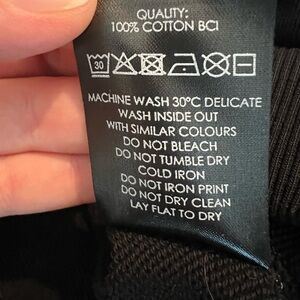 QUALITY:
100% COTTON BCI
30
MACHINE WASH 30ºC DELICATE
WASH INSIDE OUT
WITH SIMILAR COLOURS
DO NOT BLEACH
DO NOT TUMBLE DRY
COLD IRON
DO NOT IRON PRINT
DO NOT DRY CLEAN
LAY FLAT TO DRY